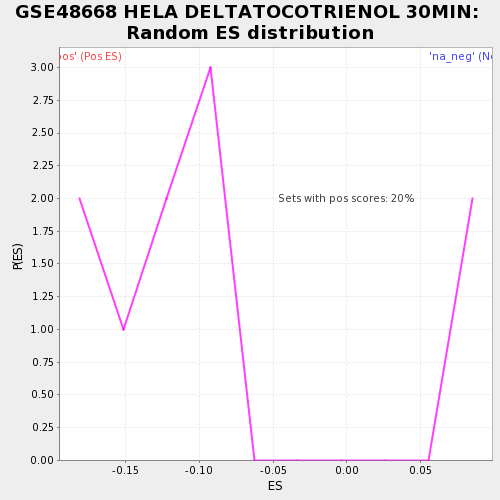 GSE48668 HELA DELTATOCOTRIENOL 30MIN:
Random ES distribution
'na_neg'
(Pos ES)
Sets with pos scores: 20%
P(ES)
3.00
2.75
2.50
2.25
2.00
1.75
1.50
1.25
1.00
0.75
0.50
0.25
0.00
-0.15
-0.10
-0.05
0.00
0.05
ES